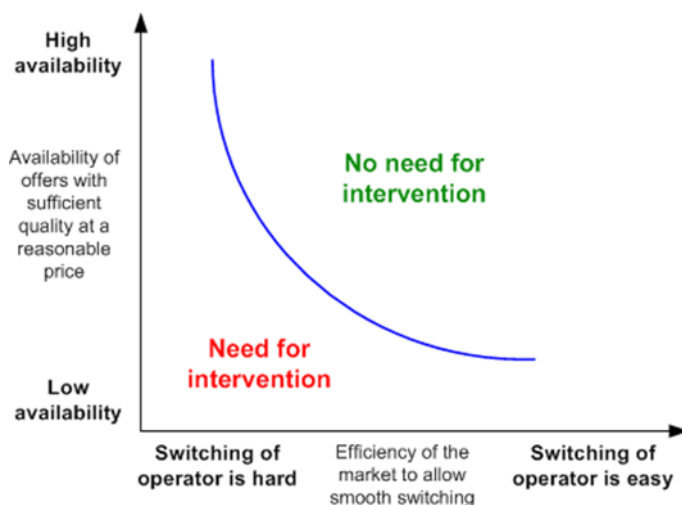 High
availability
Availability of
offers with
sufficient
quality at a
reasonable
price
No need for
intervention
Need for
intervention
Low
availability
Switching of
operator is hard
Efficiency of the
market to allow
smooth switching
Switching of
operator is easy